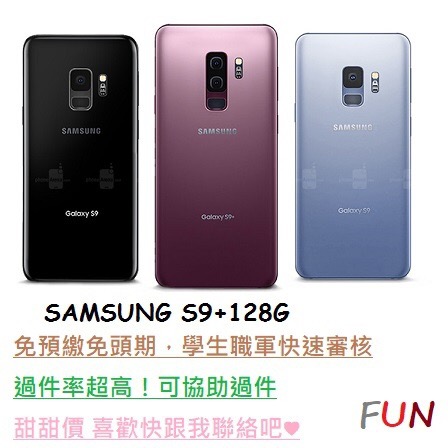 SAMSUNG
SAMSUNG
SAMSUNG
Galaxy S9
Galaxy S9+
Galaxy S9
SAMSUNG S9+128G
免預繳免頭期，學生職軍快速審核
過件率超高！可協助過件
甜甜價 喜歡快跟我聯絡吧♥
FUN